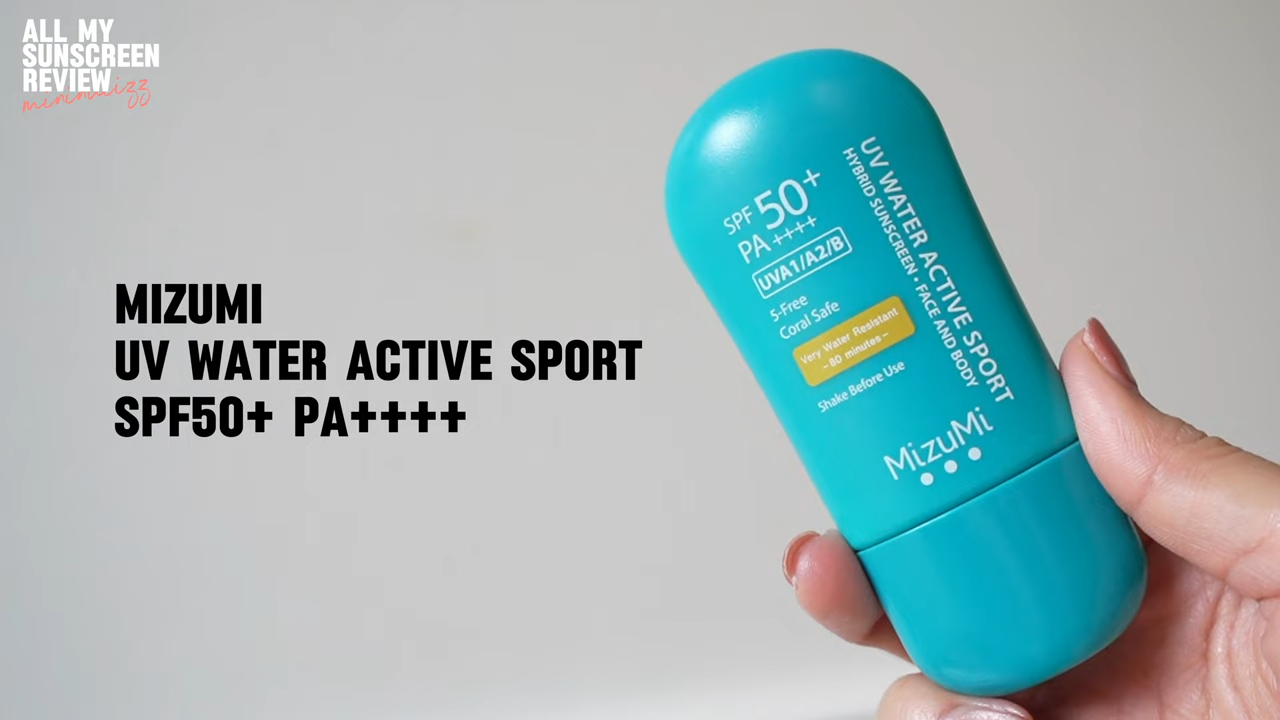 ALL MY
SUNSCREEN
REVIEW
minimizz
MIZUMI
UV WATER ACTIVE SPORT
SPF50+ PA++++
SPF 50+
PA ++++
UVA1/A2/B
5-Free
Coral Safe
Very Water Resistant
- 80 minutes -
Shake Before Use
UV WATER ACTIVE SPORT
HYBRID SUNSCREEN • FACE AND BODY
MizuMi